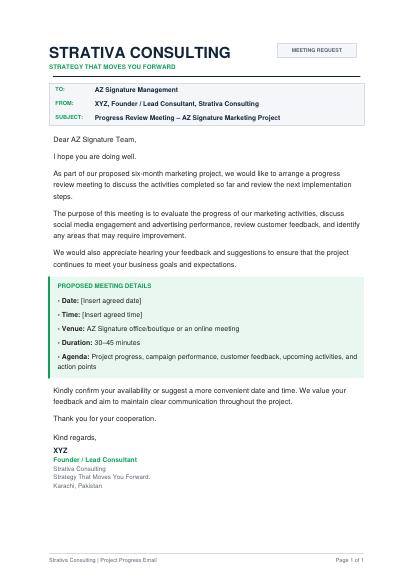 STRATIVA CONSULTING
MEETING REQUEST
STRATEGY THAT MOVES YOU FORWARD
TO: AZ Signature Management
FROM: XYZ, Founder / Lead Consultant, Strativa Consulting
SUBJECT: Progress Review Meeting – AZ Signature Marketing Project
Dear AZ Signature Team,
I hope you are doing well.
As part of our proposed six-month marketing project, we would like to arrange a progress
review meeting to discuss the activities completed so far and review the next implementation
steps.
The purpose of this meeting is to evaluate the progress of our marketing activities, discuss
social media engagement and advertising performance, review customer feedback, and identify
any areas that may require improvement.
We would also appreciate hearing your feedback and suggestions to ensure that the project
continues to meet your business goals and expectations.
PROPOSED MEETING DETAILS
• Date: [Insert agreed date]
• Time: [Insert agreed time]
• Venue: AZ Signature office/boutique or an online meeting
• Duration: 30–45 minutes
• Agenda: Project progress, campaign performance, customer feedback, upcoming activities, and
action points
Kindly confirm your availability or suggest a more convenient date and time. We value your
feedback and aim to maintain clear communication throughout the project.
Thank you for your cooperation.
Kind regards,
XYZ
Founder / Lead Consultant
Strativa Consulting
Strategy That Moves You Forward.
Karachi, Pakistan
Strativa Consulting | Project Progress Email
Page 1 of 1